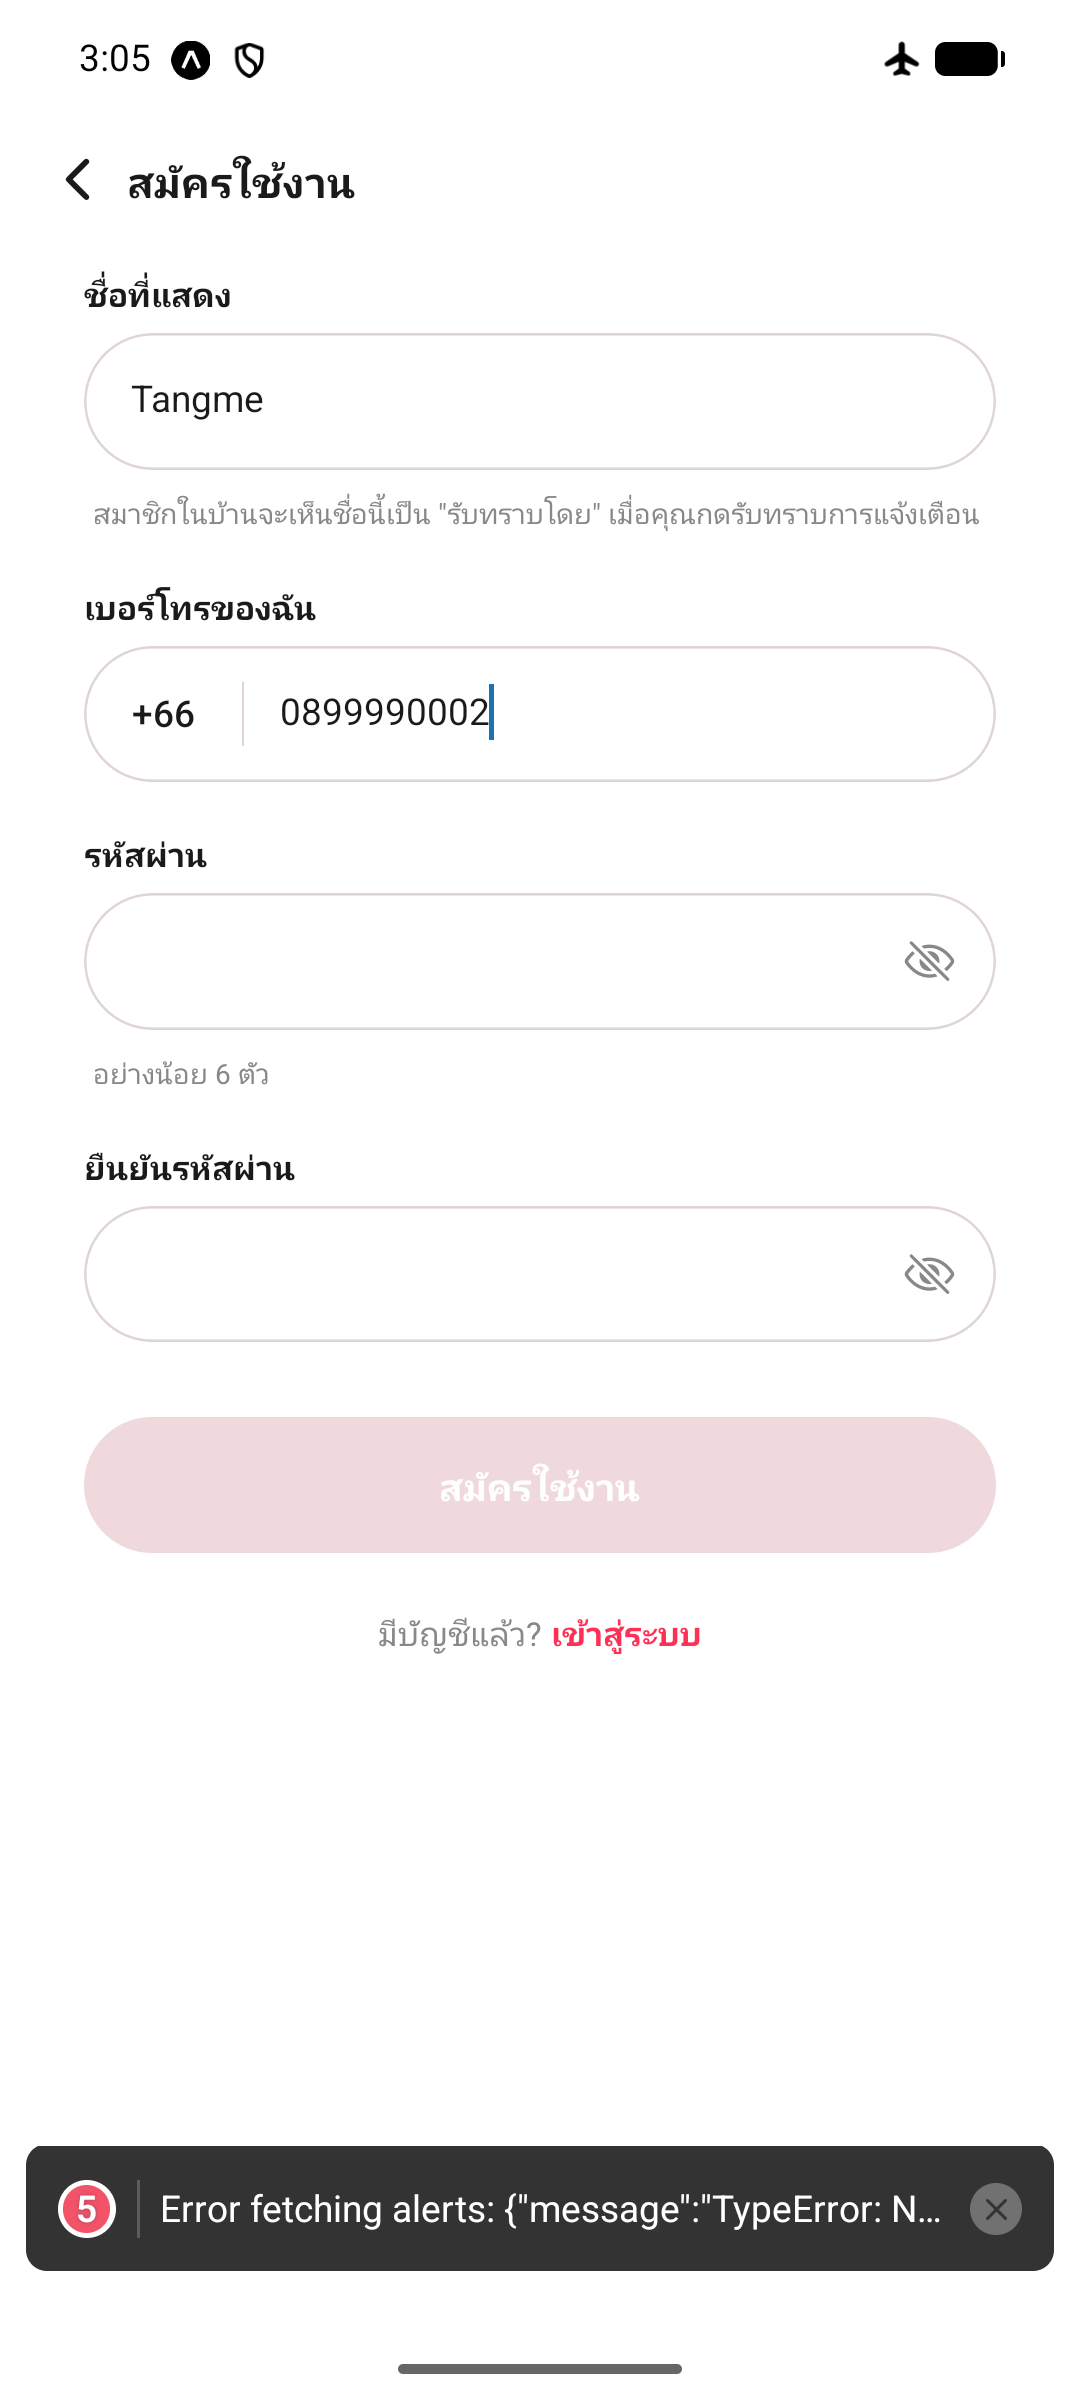 3:05
สมัครใช้งาน
ชื่อที่แสดง
Tangme
สมาชิกในบ้านจะเห็นชื่อนี้เป็น "รับทราบโดย" เมื่อคุณกดรับทราบการแจ้งเตือน
เบอร์โทรของฉัน
+66 0899990002
รหัสผ่าน
อย่างน้อย 6 ตัว
ยืนยันรหัสผ่าน
สมัครใช้งาน
มีบัญชีแล้ว? เข้าสู่ระบบ
5 Error fetching alerts: {"message":"TypeError: N...